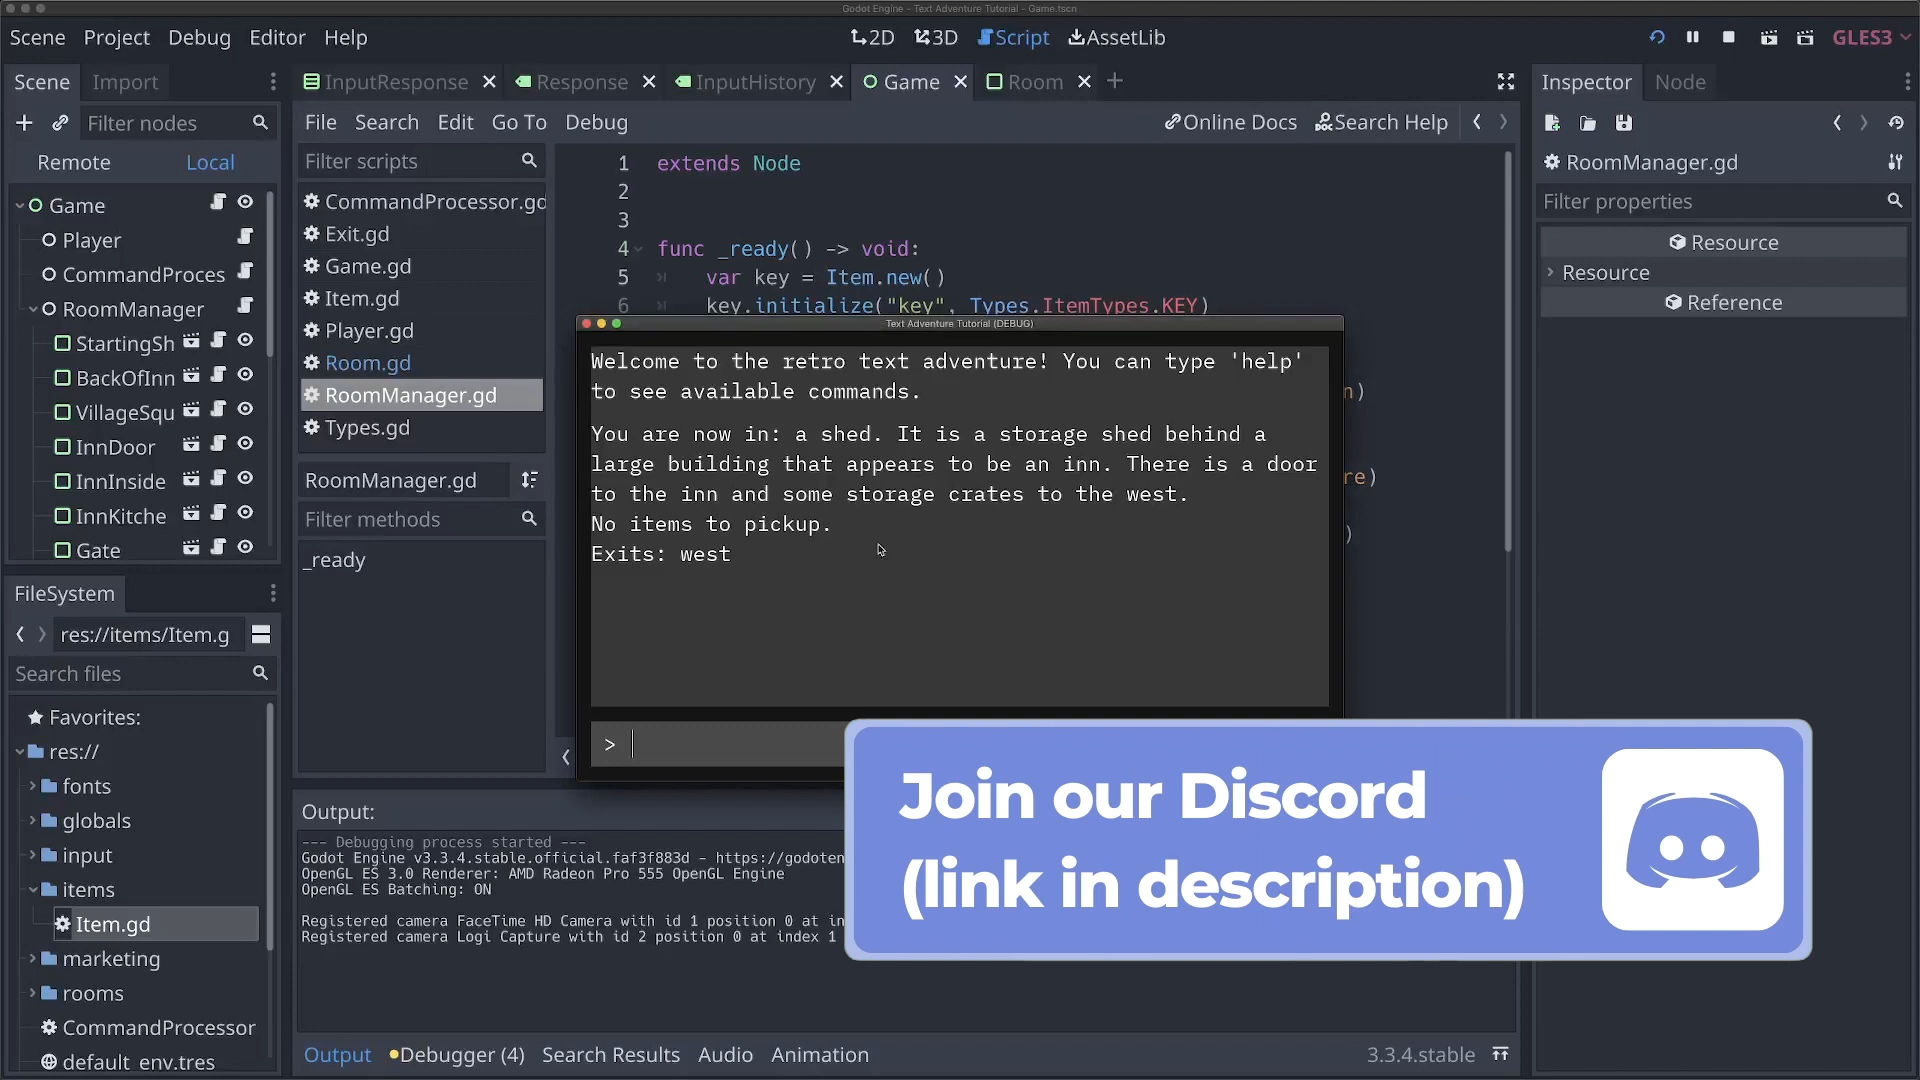 Godot Engine - Text Adventure Tutorial - Game.tscn
Scene Project Debug Editor Help
2D 3D Script AssetLib
GLES3
Scene Import
InputResponse Response InputHistory Game Room
Inspector Node
Filter nodes
File Search Edit Go To Debug
Online Docs Search Help
Remote Local
Filter scripts
RoomManager.gd
Filter properties
Resource
Resource
Reference
Game
Player
CommandProces
RoomManager
StartingSh
BackOfInn
VillageSqu
InnDoor
InnInside
InnKitche
Gate
CommandProcessor.gd
Exit.gd
Game.gd
Item.gd
Player.gd
Room.gd
RoomManager.gd
Types.gd
RoomManager.gd
Filter methods
_ready
1 extends Node
2
3
4 func _ready() -> void:
5 var key = Item.new()
6 key.initialize("key", Types.ItemTypes.KEY)
n)
re)
)
Text Adventure Tutorial (DEBUG)
Welcome to the retro text adventure! You can type 'help'
to see available commands.
You are now in: a shed. It is a storage shed behind a
large building that appears to be an inn. There is a door
to the inn and some storage crates to the west.
No items to pickup.
Exits: west
>
FileSystem
res://items/Item.g
Search files
Favorites:
res://
fonts
globals
input
items
Item.gd
marketing
rooms
CommandProcessor
default_env.tres
Output:
--- Debugging process started ---
Godot Engine v3.3.4.stable.official.faf3f883d - https://godoten
OpenGL ES 3.0 Renderer: AMD Radeon Pro 555 OpenGL Engine
OpenGL ES Batching: ON
Registered camera FaceTime HD Camera with id 1 position 0 at in
Registered camera Logi Capture with id 2 position 0 at index 1
Join our Discord
(link in description)
Output Debugger (4) Search Results Audio Animation
3.3.4.stable